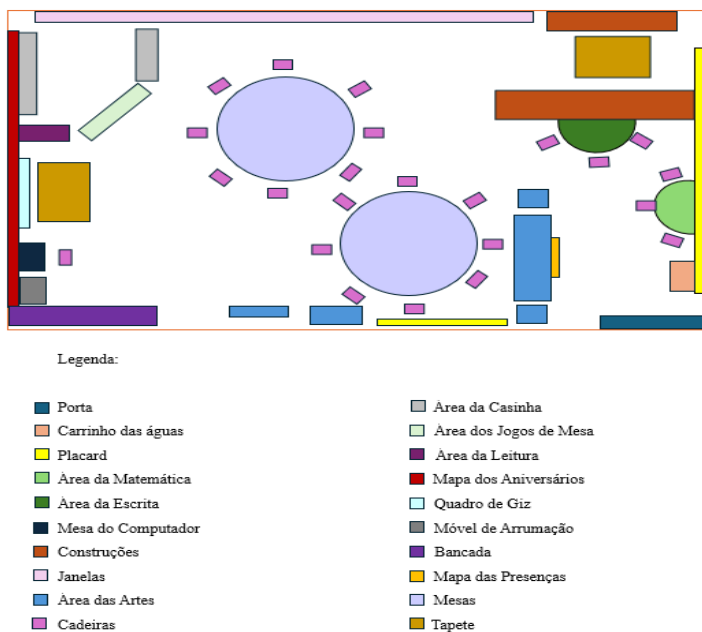 Legenda:
Porta
Carrinho das águas
Placard
Área da Matemática
Área da Escrita
Mesa do Computador
Construções
Janelas
Área das Artes
Cadeiras
Área da Casinha
Área dos Jogos de Mesa
Área da Leitura
Mapa dos Aniversários
Quadro de Giz
Móvel de Arrumação
Bancada
Mapa das Presenças
Mesas
Tapete